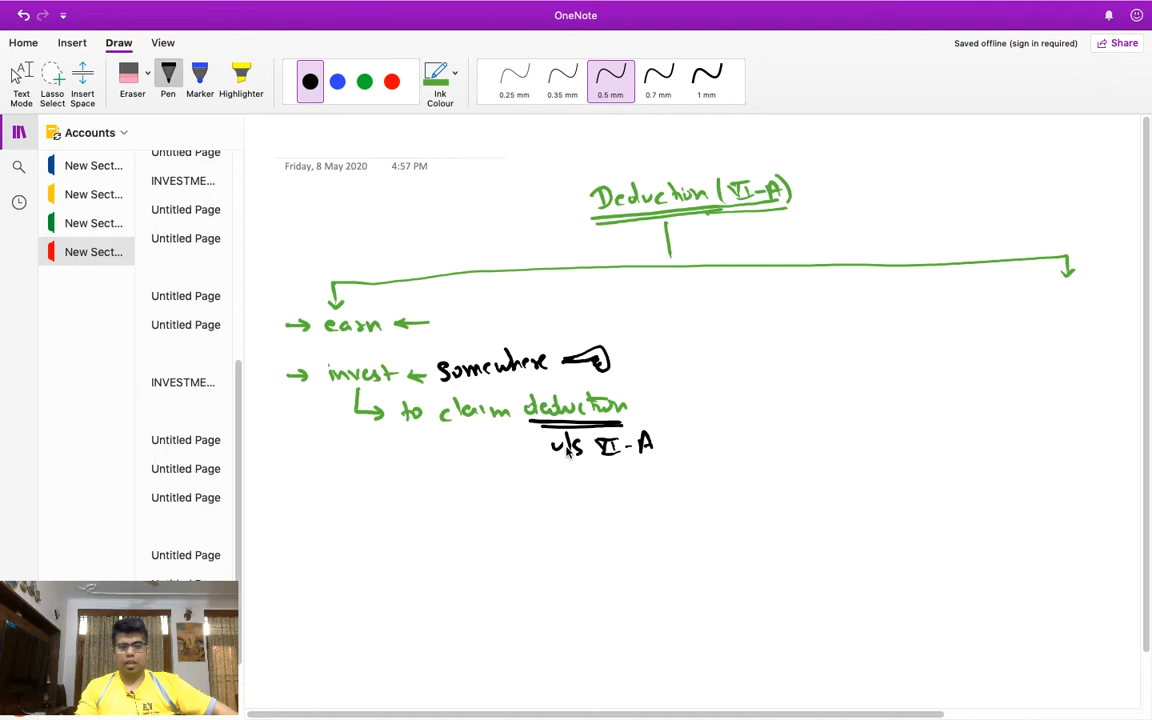 OneNote
Home Insert Draw View
Saved offline (sign in required) Share
Text Mode
Lasso Select
Insert Space
Eraser
Pen
Marker
Highlighter
Ink Colour
0.25 mm
0.35 mm
0.5 mm
0.7 mm
1 mm
Accounts
New Sect...
New Sect...
New Sect...
New Sect...
Untitled Page
INVESTME...
Untitled Page
Untitled Page
Untitled Page
Untitled Page
INVESTME...
Untitled Page
Untitled Page
Untitled Page
Untitled Page
Friday, 8 May 2020 4:57 PM
Deduction (VI-A)
→ earn ←
→ invest ← Somewhere
to claim deduction
u/s VI-A